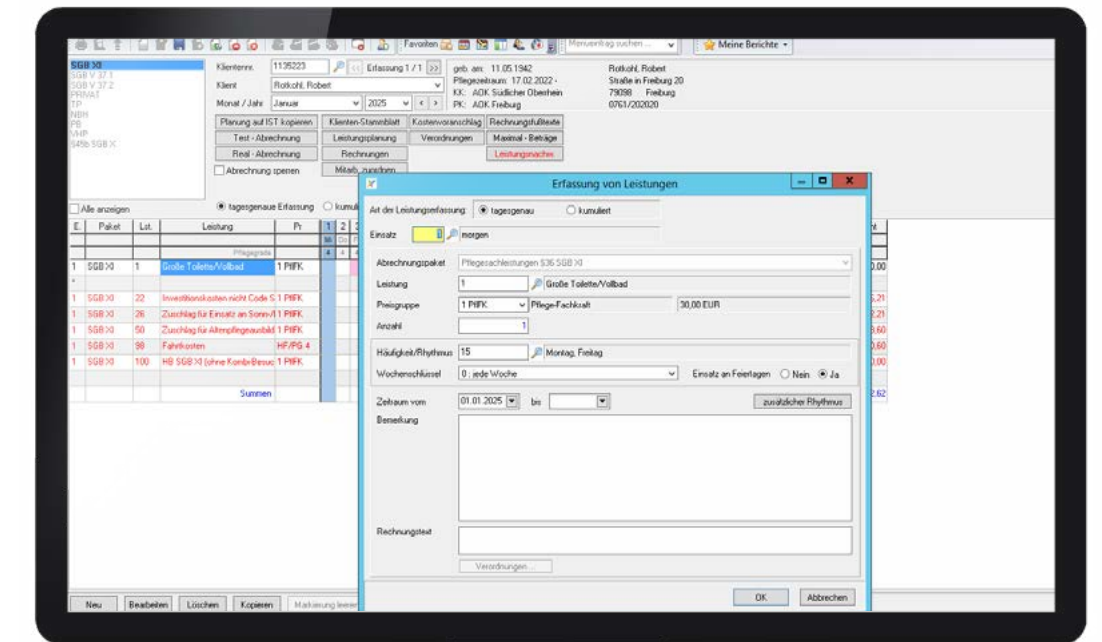 Favoriten Menüeintrag suchen ... Meine Berichte
SGB XI
SGB V 37.1
SGB V 37.2
PRIVAT
TP
NBH
PB
VHP
§45b SGB XI
Klientennr. 1135223 << Erfassung 1 / 1 >>
Klient Rotkohl, Robert
Monat / Jahr Januar 2025 < >
geb. am: 11.05.1942
Pflegezeitraum: 17.02.2022 -
KK: AOK Südlicher Oberrhein
PK: AOK Freiburg
Rotkohl, Robert
Straße in Freiburg 20
79098 Freiburg
0761/202020
Planung auf IST kopieren Klienten-Stammblatt Kostenvoranschlag Rechnungsfußtexte
Test - Abrechnung Leistungsplanung Verordnungen Maximal - Beträge
Real - Abrechnung Rechnungen Leistungsnachw.
Abrechnung sperren Mitarb. zuordnen
Alle anzeigen tagesgenaue Erfassung
E. Paket Lst. Leistung Pr 1 2
Pflegegrade 4 4
1 SGB XI 1 Große Toilette/Vollbad 1 PflFK
*
1 SGB XI 22 Investitionskosten nicht Code S 1 PflFK
1 SGB XI 26 Zuschlag für Einsatz an Sonn-/ 1 PflFK
1 SGB XI 50 Zuschlag für Altenpflegeausbild 1 PflFK
1 SGB XI 98 Fahrtkosten HF/PG 4
1 SGB XI 100 HB SGB XI (ohne Kombi-Besuc 1 PflFK
Summen
Neu Bearbeiten Löschen Kopieren
Erfassung von Leistungen
Art der Leistungserfassung: tagesgenau kumuliert
Einsatz 1 morgen
Abrechnungspaket Pflegesachleistungen §36 SGB XI
Leistung 1 Große Toilette/Vollbad
Preisgruppe 1 PflFK Pflege-Fachkraft 30,00 EUR
Anzahl 1
Häufigkeit/Rhythmus 15 Montag, Freitag
Wochenschlüssel 0 : jede Woche Einsatz an Feiertagen Nein Ja
Zeitraum vom 01.01.2025 bis zusätzlicher Rhythmus
Bemerkung
Rechnungstext
Verordnungen ...
OK Abbrechen